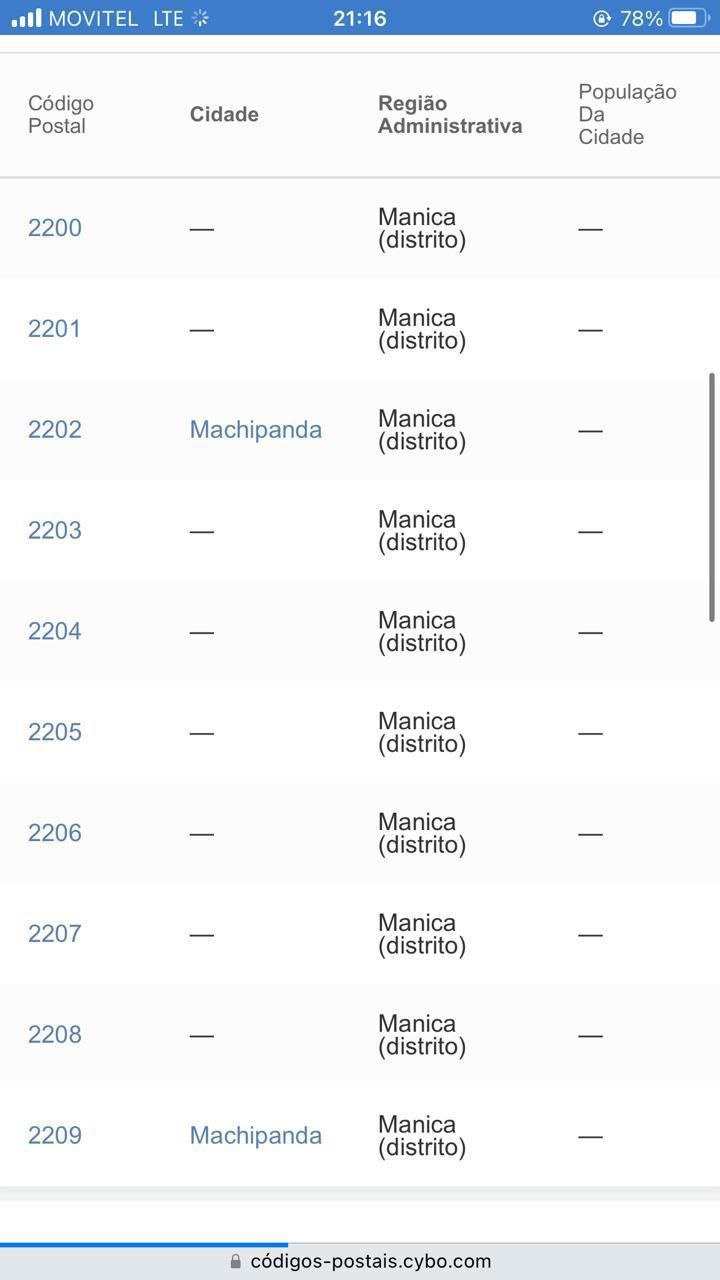 MOVITEL LTE 21:16 78%
Código Postal Cidade Região Administrativa População Da Cidade
2200 — Manica (distrito) —
2201 — Manica (distrito) —
2202 Machipanda Manica (distrito) —
2203 — Manica (distrito) —
2204 — Manica (distrito) —
2205 — Manica (distrito) —
2206 — Manica (distrito) —
2207 — Manica (distrito) —
2208 — Manica (distrito) —
2209 Machipanda Manica (distrito) —
códigos-postais.cybo.com